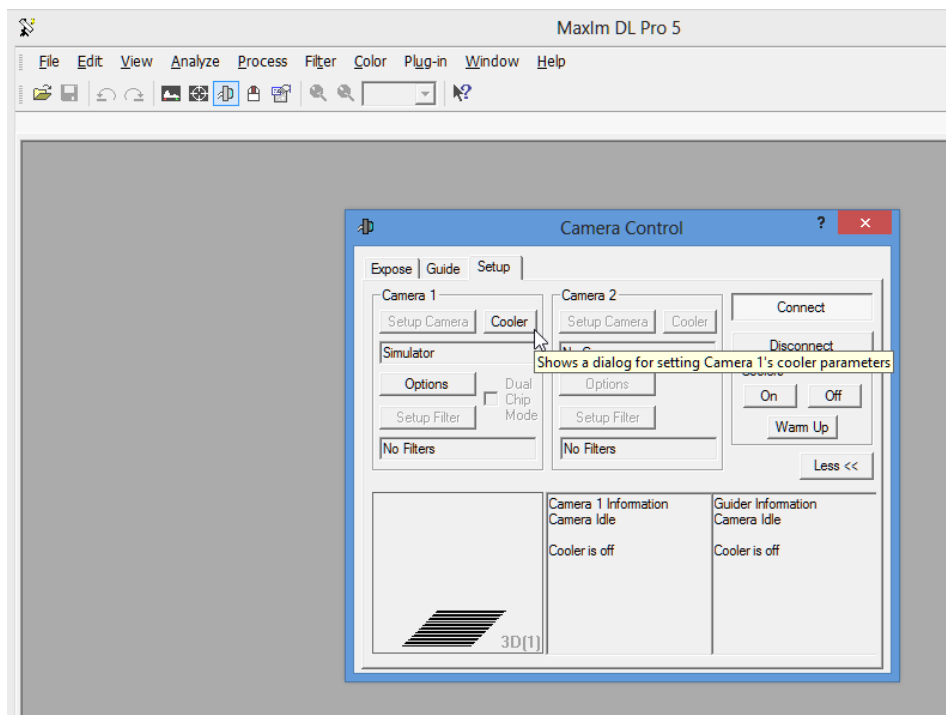 MaxIm DL Pro 5
File Edit View Analyze Process Filter Color Plug-in Window Help
Camera Control
Expose Guide Setup
Camera 1
Setup Camera Cooler
Simulator
Options
Dual
Chip
Mode
Setup Filter
No Filters
Camera 2
Setup Camera Cooler
Shows a dialog for setting Camera 1's cooler parameters
Options
Setup Filter
No Filters
Connect
Disconnect
On Off
Warm Up
Less <<
3D(1)
Camera 1 Information
Camera Idle
Cooler is off
Guider Information
Camera Idle
Cooler is off